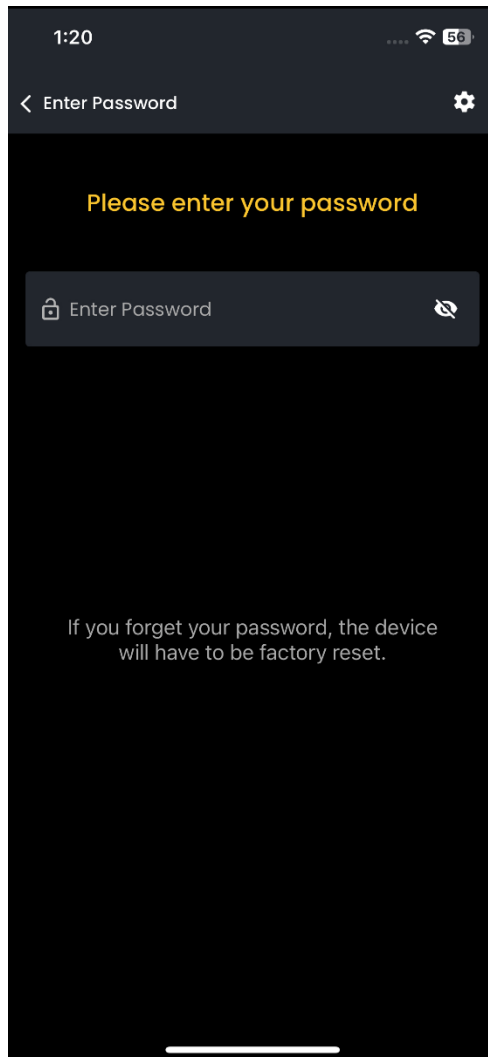 1:20
56
Enter Password
Please enter your password
Enter Password
If you forget your password, the device
will have to be factory reset.